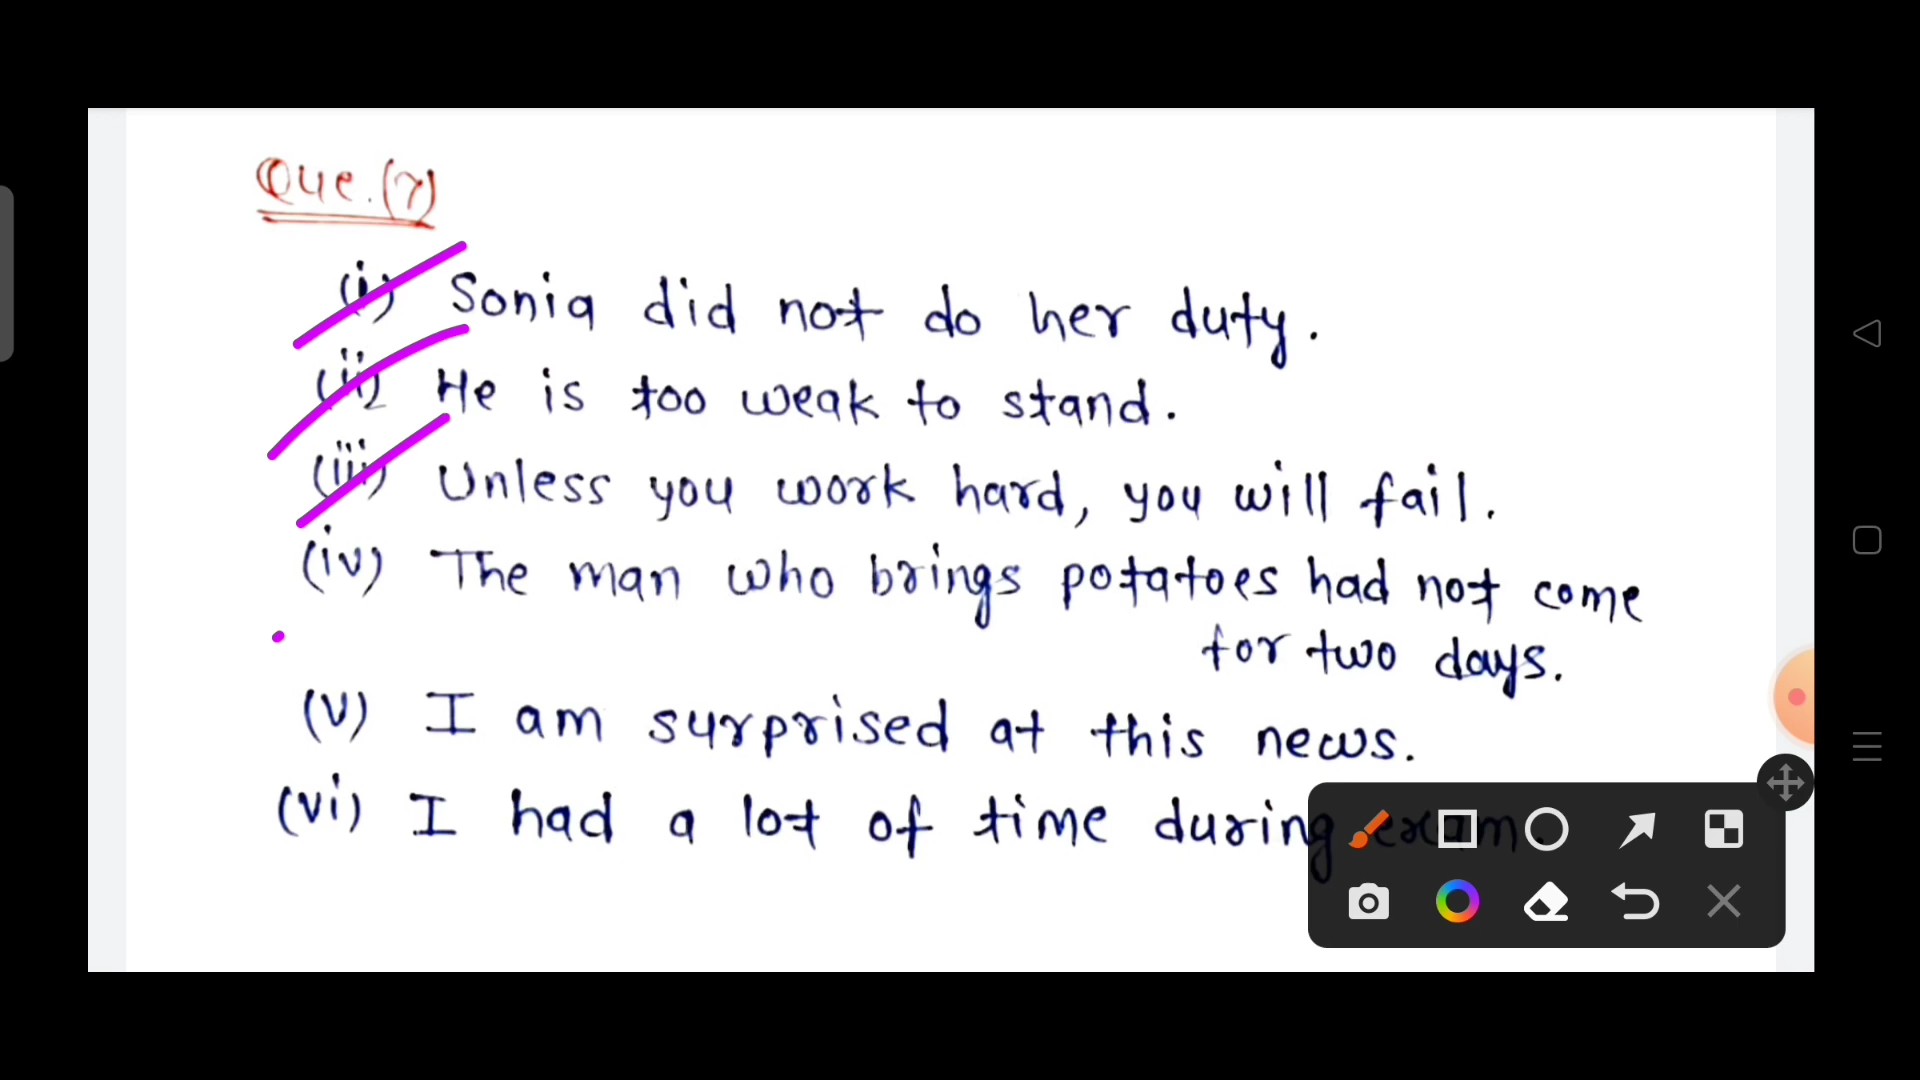 Que.(7)
(i) Sonia did not do her duty.
(ii) He is too weak to stand.
(iii) Unless you work hard, you will fail.
(iv) The man who brings potatoes had not come
for two days.
(v) I am surprised at this news.
(vi) I had a lot of time during exam.